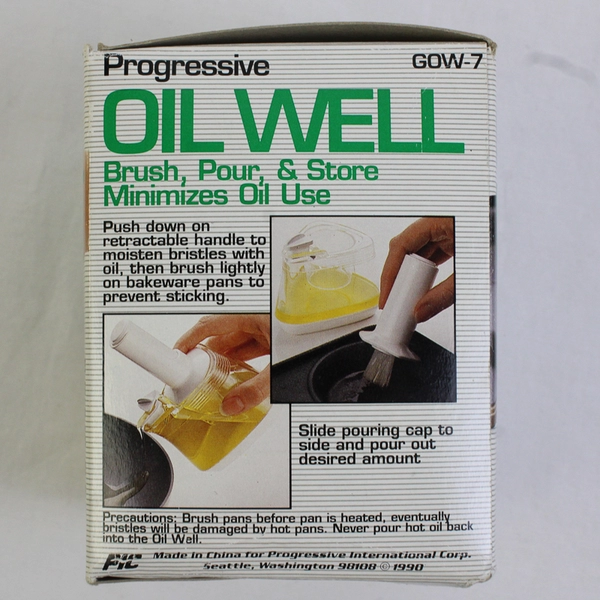 Progressive GOW-7
OIL WELL
Brush, Pour, & Store
Minimizes Oil Use
Push down on
retractable handle to
moisten bristles with
oil, then brush lightly
on bakeware pans to
prevent sticking.
Slide pouring cap to
side and pour out
desired amount
Precautions: Brush pans before pan is heated, eventually
bristles will be damaged by hot pans. Never pour hot oil back
into the Oil Well.
PIC Made in China for Progressive International Corp.
Seattle, Washington 98108 © 1990